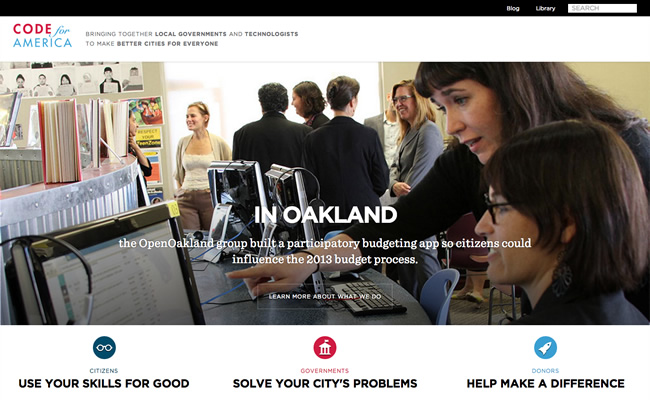 Blog Library SEARCH
CODE for
AMERICA
BRINGING TOGETHER LOCAL GOVERNMENTS AND TECHNOLOGISTS
TO MAKE BETTER CITIES FOR EVERYONE
RESPECT
IN OAKLAND
the OpenOakland group built a participatory budgeting app so citizens could
influence the 2013 budget process.
LEARN MORE ABOUT WHAT WE DO
CITIZENS
USE YOUR SKILLS FOR GOOD
GOVERNMENTS
SOLVE YOUR CITY'S PROBLEMS
DONORS
HELP MAKE A DIFFERENCE